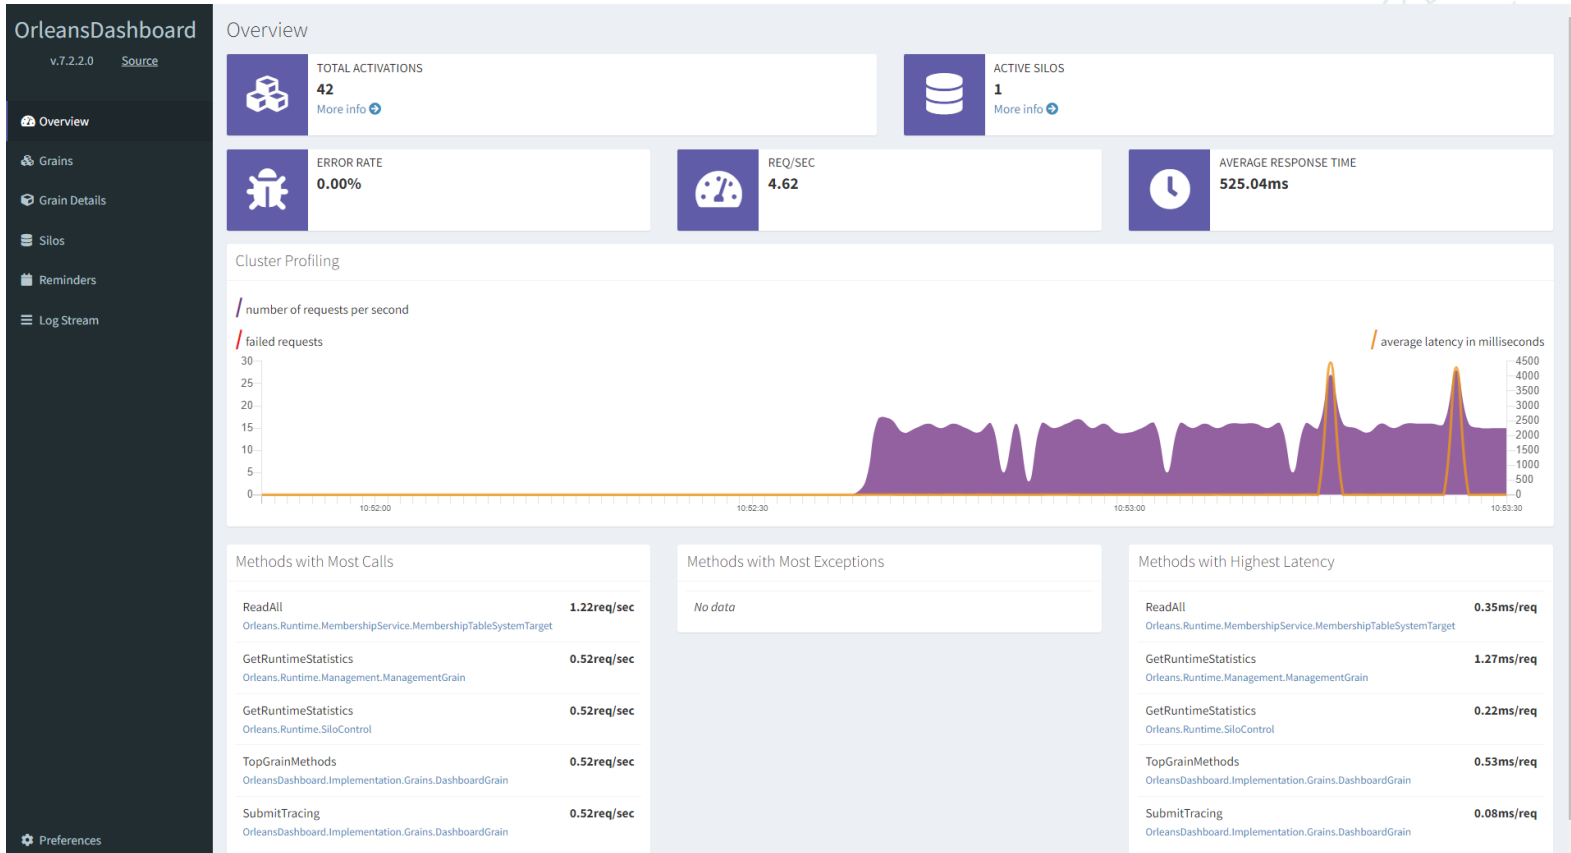 OrleansDashboard
v.7.2.2.0 Source
Overview
Grains
Grain Details
Silos
Reminders
Log Stream
Preferences
Overview
TOTAL ACTIVATIONS
42
More info
ACTIVE SILOS
1
More info
ERROR RATE
0.00%
REQ/SEC
4.62
AVERAGE RESPONSE TIME
525.04ms
Cluster Profiling
number of requests per second
failed requests
average latency in milliseconds
30
25
20
15
10
5
0
4500
4000
3500
3000
2500
2000
1500
1000
500
0
10:52:00 10:52:30 10:53:00 10:53:30
Methods with Most Calls
ReadAll 1.22req/sec
Orleans.Runtime.MembershipService.MembershipTableSystemTarget
GetRuntimeStatistics 0.52req/sec
Orleans.Runtime.Management.ManagementGrain
GetRuntimeStatistics 0.52req/sec
Orleans.Runtime.SiloControl
TopGrainMethods 0.52req/sec
OrleansDashboard.Implementation.Grains.DashboardGrain
SubmitTracing 0.52req/sec
OrleansDashboard.Implementation.Grains.DashboardGrain
Methods with Most Exceptions
No data
Methods with Highest Latency
ReadAll 0.35ms/req
Orleans.Runtime.MembershipService.MembershipTableSystemTarget
GetRuntimeStatistics 1.27ms/req
Orleans.Runtime.Management.ManagementGrain
GetRuntimeStatistics 0.22ms/req
Orleans.Runtime.SiloControl
TopGrainMethods 0.53ms/req
OrleansDashboard.Implementation.Grains.DashboardGrain
SubmitTracing 0.08ms/req
OrleansDashboard.Implementation.Grains.DashboardGrain